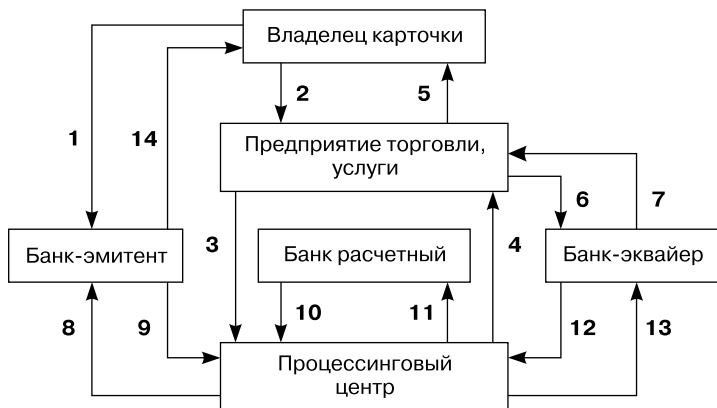 Владелец карточки
2
5
1
14
Предприятие торговли,
услуги
6
7
3
4
Банк-эмитент
Банк расчетный
Банк-эквайер
8
9
10
11
12
13
Процессинговый
центр